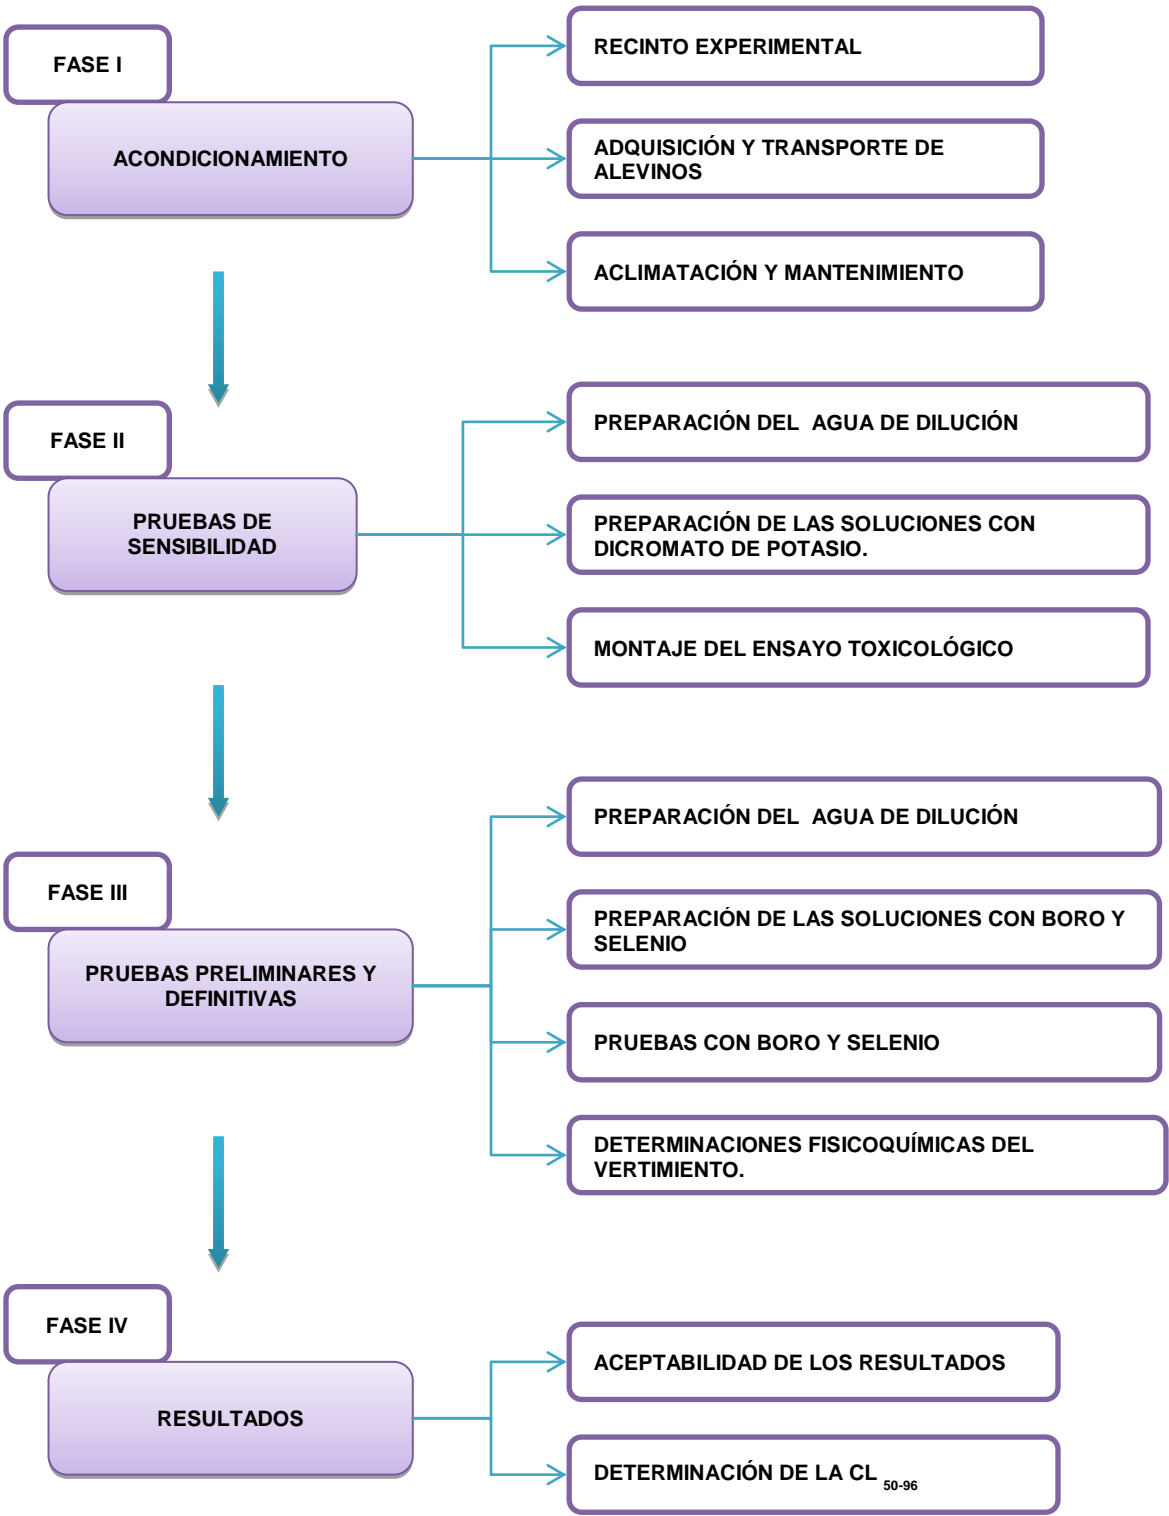 FASE I
ACONDICIONAMIENTO
RECINTO EXPERIMENTAL
ADQUISICIÓN Y TRANSPORTE DE
ALEVINOS
ACLIMATACIÓN Y MANTENIMIENTO
FASE II
PRUEBAS DE
SENSIBILIDAD
PREPARACIÓN DEL  AGUA DE DILUCIÓN
PREPARACIÓN DE LAS SOLUCIONES CON
DICROMATO DE POTASIO.
MONTAJE DEL ENSAYO TOXICOLÓGICO
FASE III
PRUEBAS PRELIMINARES Y
DEFINITIVAS
PREPARACIÓN DEL  AGUA DE DILUCIÓN
PREPARACIÓN DE LAS SOLUCIONES CON BORO Y
SELENIO
PRUEBAS CON BORO Y SELENIO
DETERMINACIONES FISICOQUÍMICAS DEL
VERTIMIENTO.
FASE IV
RESULTADOS
ACEPTABILIDAD DE LOS RESULTADOS
DETERMINACIÓN DE LA CL 50-96